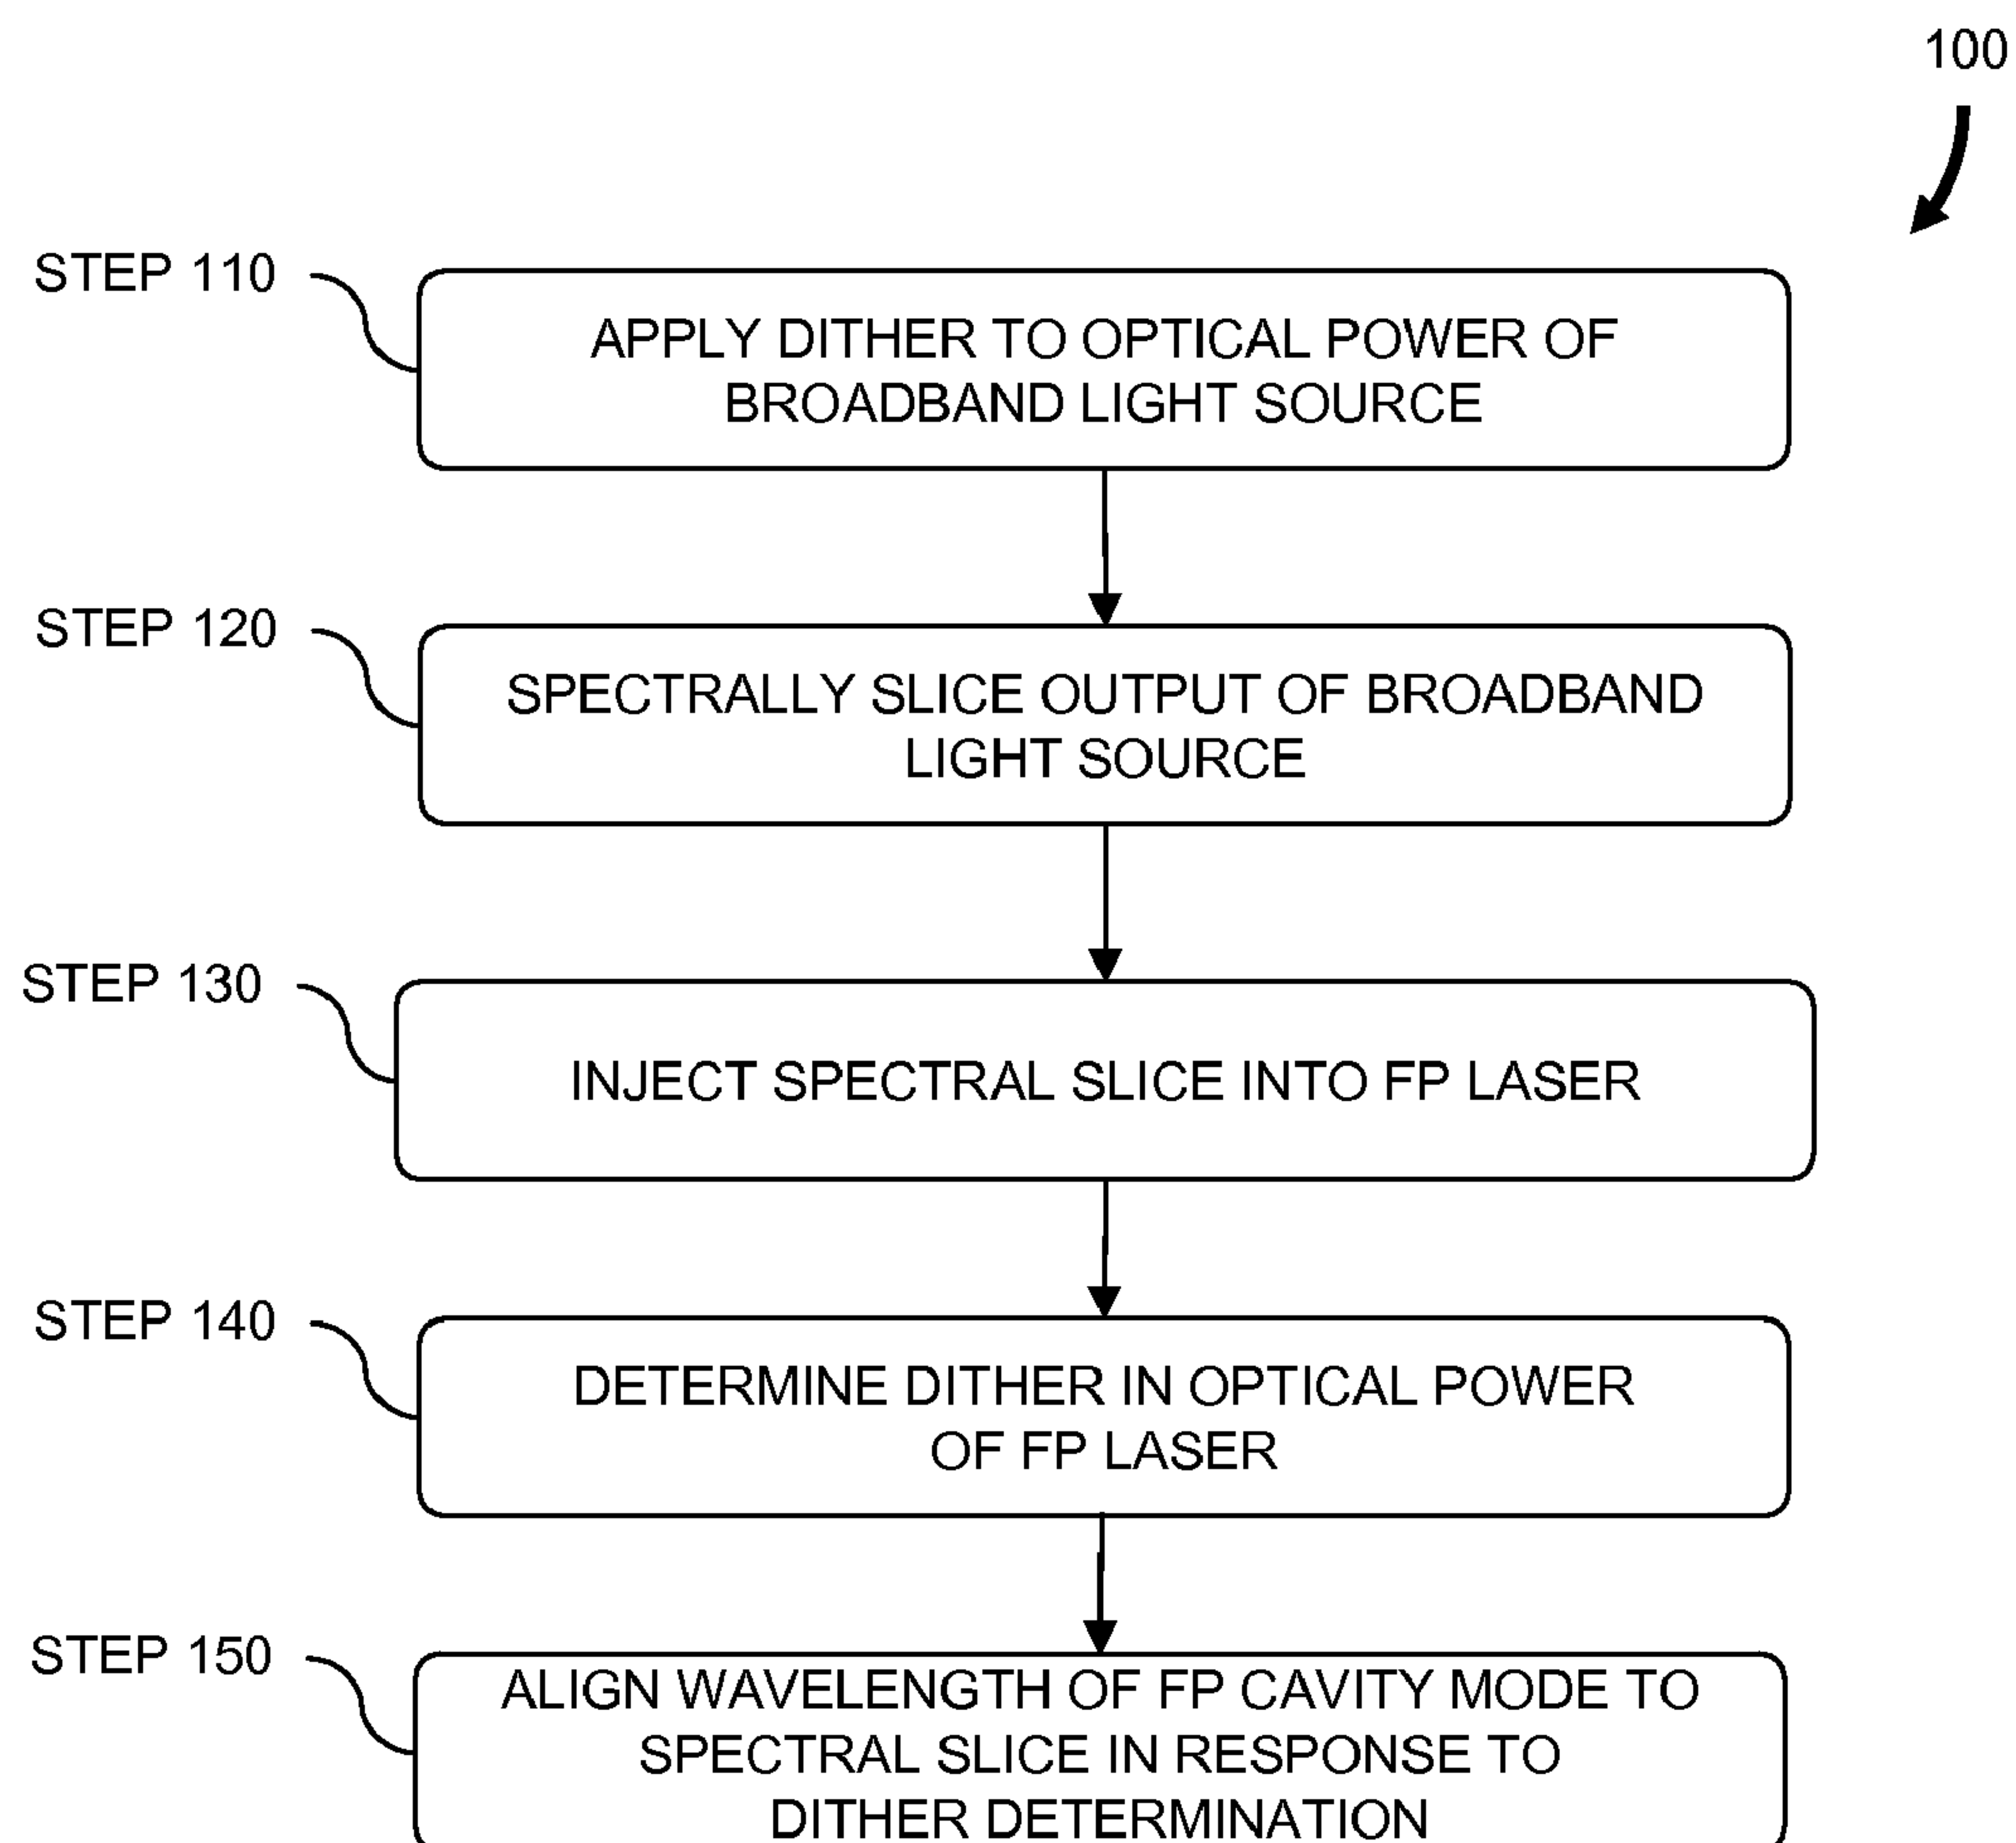 100
STEP 110
APPLY DITHER TO OPTICAL POWER OF
BROADBAND LIGHT SOURCE
STEP 120
SPECTRALLY SLICE OUTPUT OF BROADBAND
LIGHT SOURCE
STEP 130
INJECT SPECTRAL SLICE INTO FP LASER
STEP 140
DETERMINE DITHER IN OPTICAL POWER
OF FP LASER
STEP 150
ALIGN WAVELENGTH OF FP CAVITY MODE TO
SPECTRAL SLICE IN RESPONSE TO
DITHER DETERMINATION